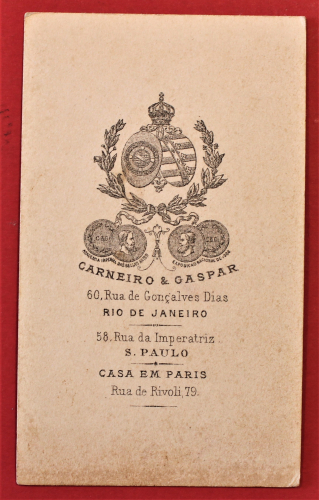 CARNEIRO & GASPAR
60, Rua de Gonçalves Dias
RIO DE JANEIRO
58, Rua da Imperatriz
S. PAULO
CASA EM PARIS
Rua de Rivoli, 79.